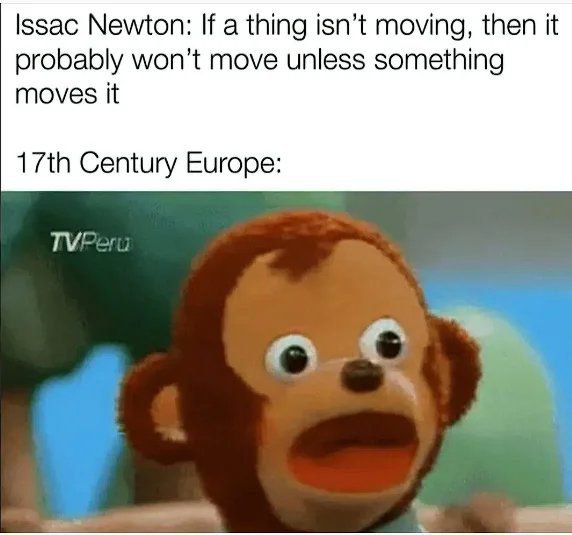 Issac Newton: If a thing isn't moving, then it
probably won't move unless something
moves it
17th Century Europe:
TVPeru